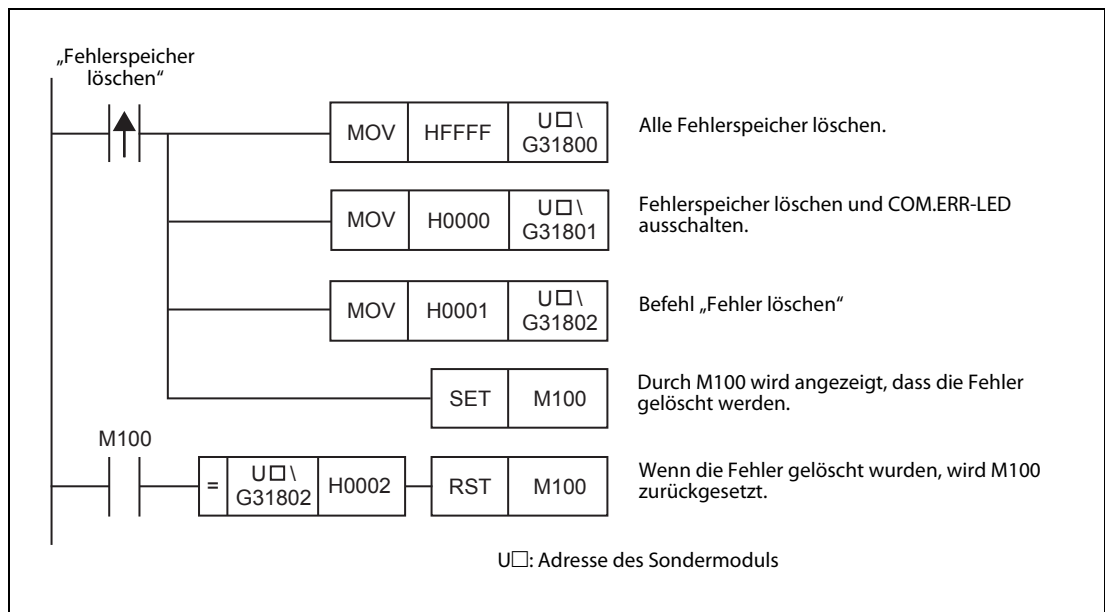 „Fehlerspeicher
löschen“
MOV HFFFF U□\
G31800
Alle Fehlerspeicher löschen.
MOV H0000 U□\
G31801
Fehlerspeicher löschen und COM.ERR-LED
ausschalten.
MOV H0001 U□\
G31802
Befehl „Fehler löschen“
SET M100
Durch M100 wird angezeigt, dass die Fehler
gelöscht werden.
M100
= U□\
G31802 H0002 RST M100
Wenn die Fehler gelöscht wurden, wird M100
zurückgesetzt.
U□: Adresse des Sondermoduls